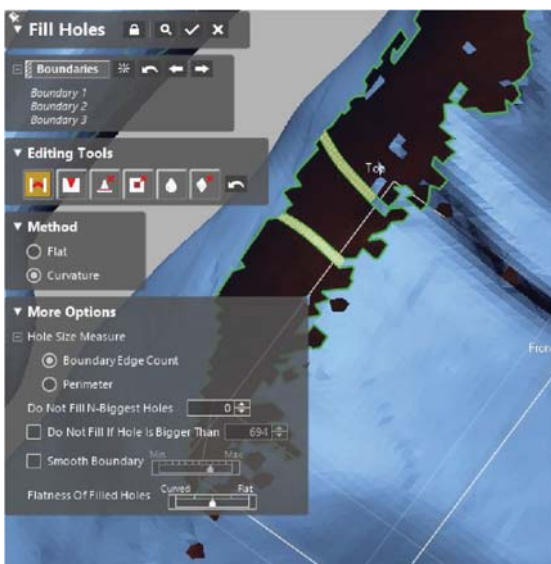 Fill Holes
Boundaries
Boundary 1
Boundary 2
Boundary 3
Editing Tools
Method
Flat
Curvature
More Options
Hole Size Measure
Boundary Edge Count
Perimeter
Do Not Fill N-Biggest Holes 0
Do Not Fill If Hole Is Bigger Than 694
Smooth Boundary Min Max
Flatness Of Filled Holes Curved Flat
Top
Fron